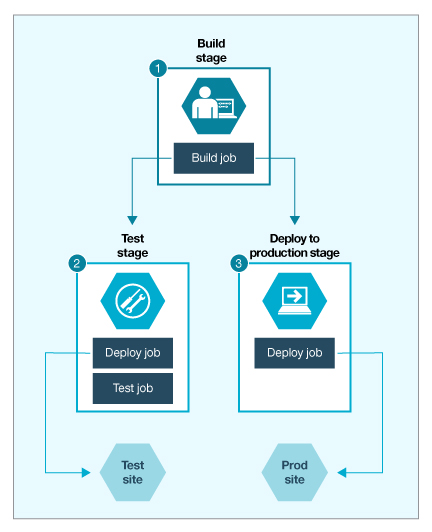 Build
stage
1
Build job
Test
stage
2
Deploy job
Test job
Deploy to
production stage
3
Deploy job
Test
site
Prod
site